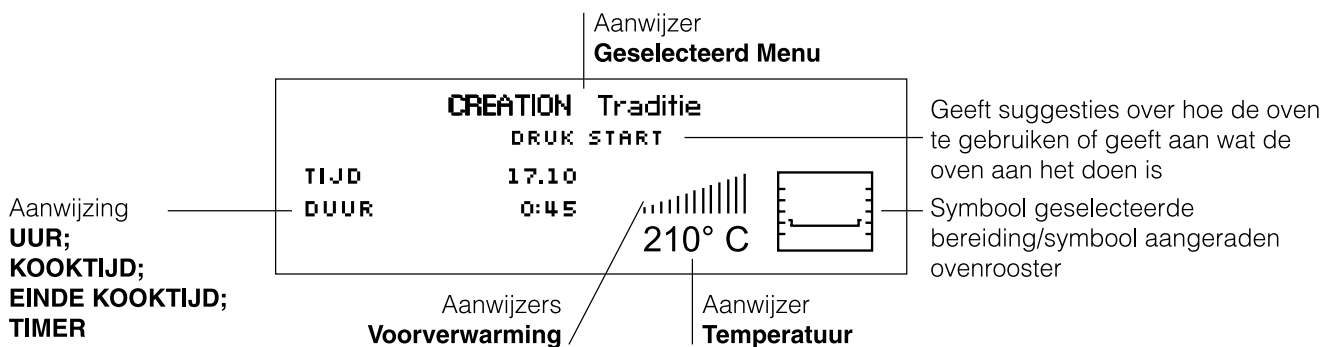 Aanwijzer
Geselecteerd Menu
CREATION Traditie
DRUK START
TIJD 17.10
DUUR 0:45
210° C
Geeft suggesties over hoe de oven
te gebruiken of geeft aan wat de
oven aan het doen is
Symbool geselecteerde
bereiding/symbool aangeraden
ovenrooster
Aanwijzing
UUR;
KOOKTIJD;
EINDE KOOKTIJD;
TIMER
Aanwijzers
Voorverwarming
Aanwijzer
Temperatuur